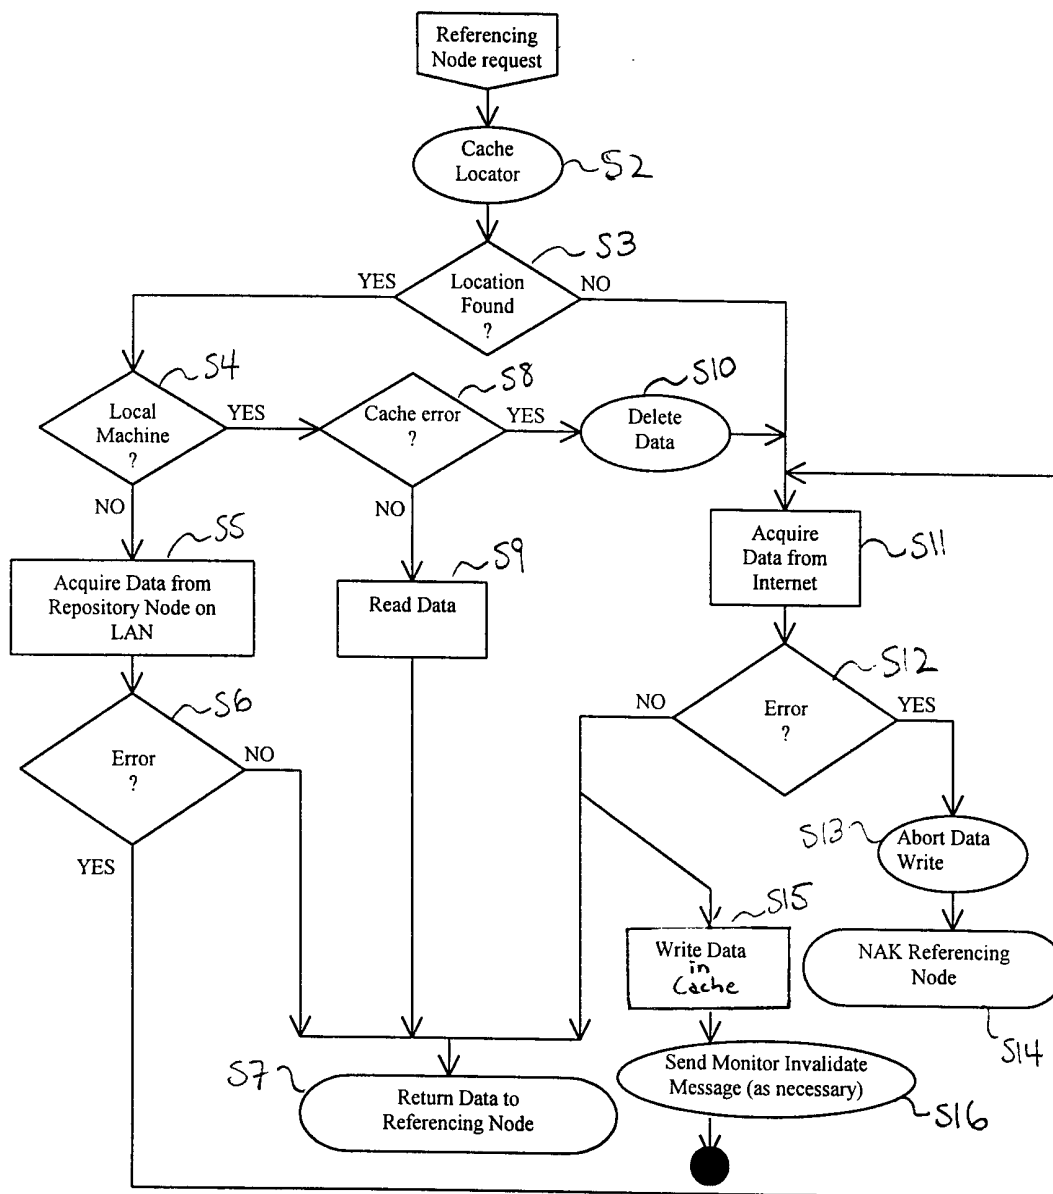 Referencing
Node request
Cache
Locator
S2
S3
YES
Location
Found
?
NO
S4
S8
S10
Local
Machine
?
YES
Cache error
?
YES
Delete
Data
NO
NO
S5
S9
Acquire
Data from
Internet
S11
Acquire Data from
Repository Node on
LAN
Read Data
S6
S12
NO
Error
?
YES
Error
?
NO
S13
Abort Data
Write
YES
S15
Write Data
in
Cache
NAK Referencing
Node
S14
S7
Send Monitor Invalidate
Message (as necessary)
Return Data to
Referencing Node
S16